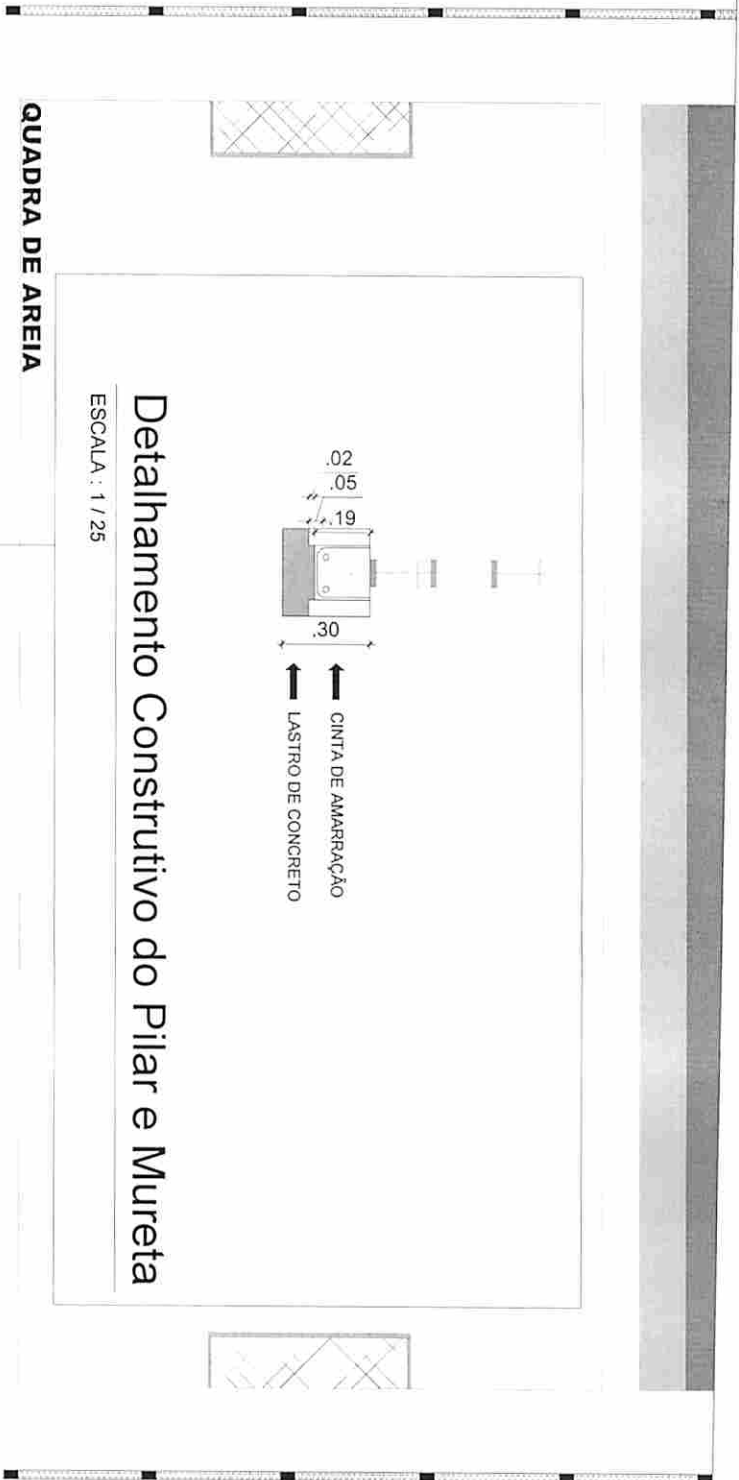 .02
.05
.19
.30
CINTA DE AMARRAÇÃO
LASTRO DE CONCRETO
Detalhamento Construtivo do Pilar e Mureta
ESCALA : 1 / 25
QUADRA DE AREIA